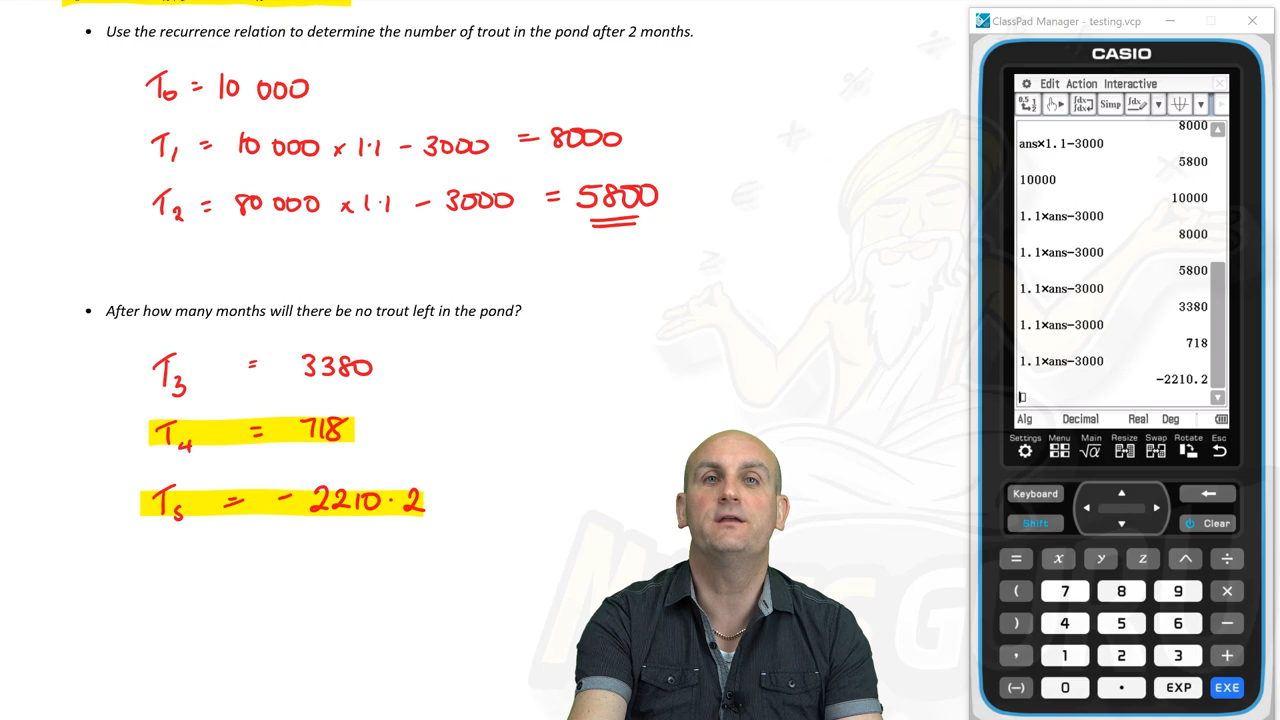 • Use the recurrence relation to determine the number of trout in the pond after 2 months.
T₀ = 10 000
T₁ = 10 000 × 1·1 - 3000 = 8000
T₂ = 80 000 × 1·1 - 3000 = 5800
• After how many months will there be no trout left in the pond?
T₃ = 3380
T₄ = 718
T₅ = - 2210·2
ClassPad Manager - testing.vcp
CASIO
Edit Action Interactive
Simp
8000
ans×1.1-3000
5800
10000
10000
1.1×ans-3000
8000
1.1×ans-3000
5800
1.1×ans-3000
3380
1.1×ans-3000
718
1.1×ans-3000
-2210.2
Alg Decimal Real Deg
Settings Menu Main Resize Swap Rotate Esc
Keyboard
Shift Clear
= x y z ^ ÷
( 7 8 9 ×
) 4 5 6 −
, 1 2 3 +
(−) 0 • EXP EXE